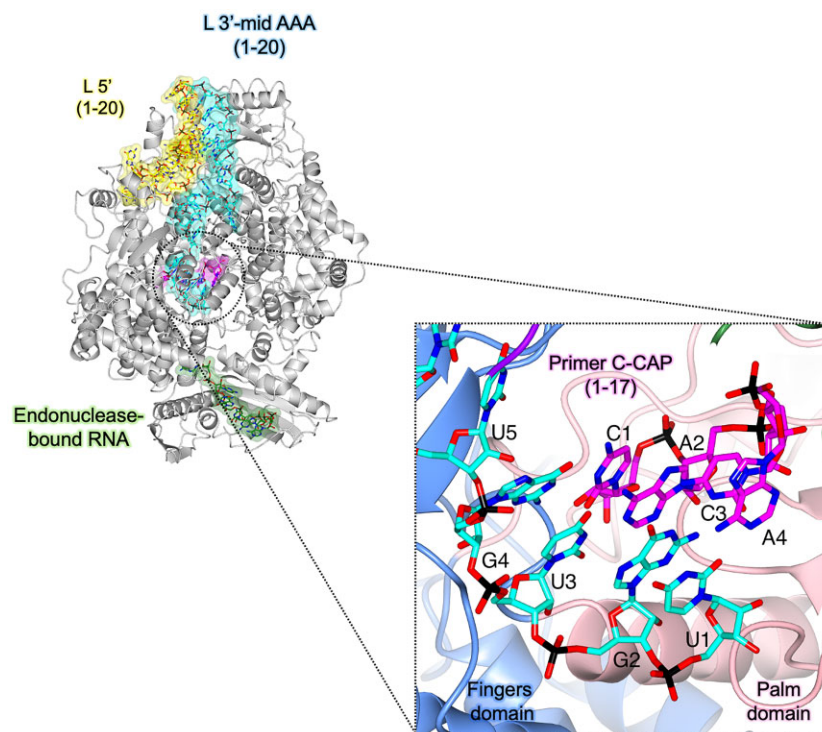 L 3'-mid AAA
(1-20)
L 5'
(1-20)
Endonuclease-
bound RNA
Primer C-CAP
(1-17)
C1
A2
U5
C3
A4
G4
U3
U1
G2
Fingers
domain
Palm
domain